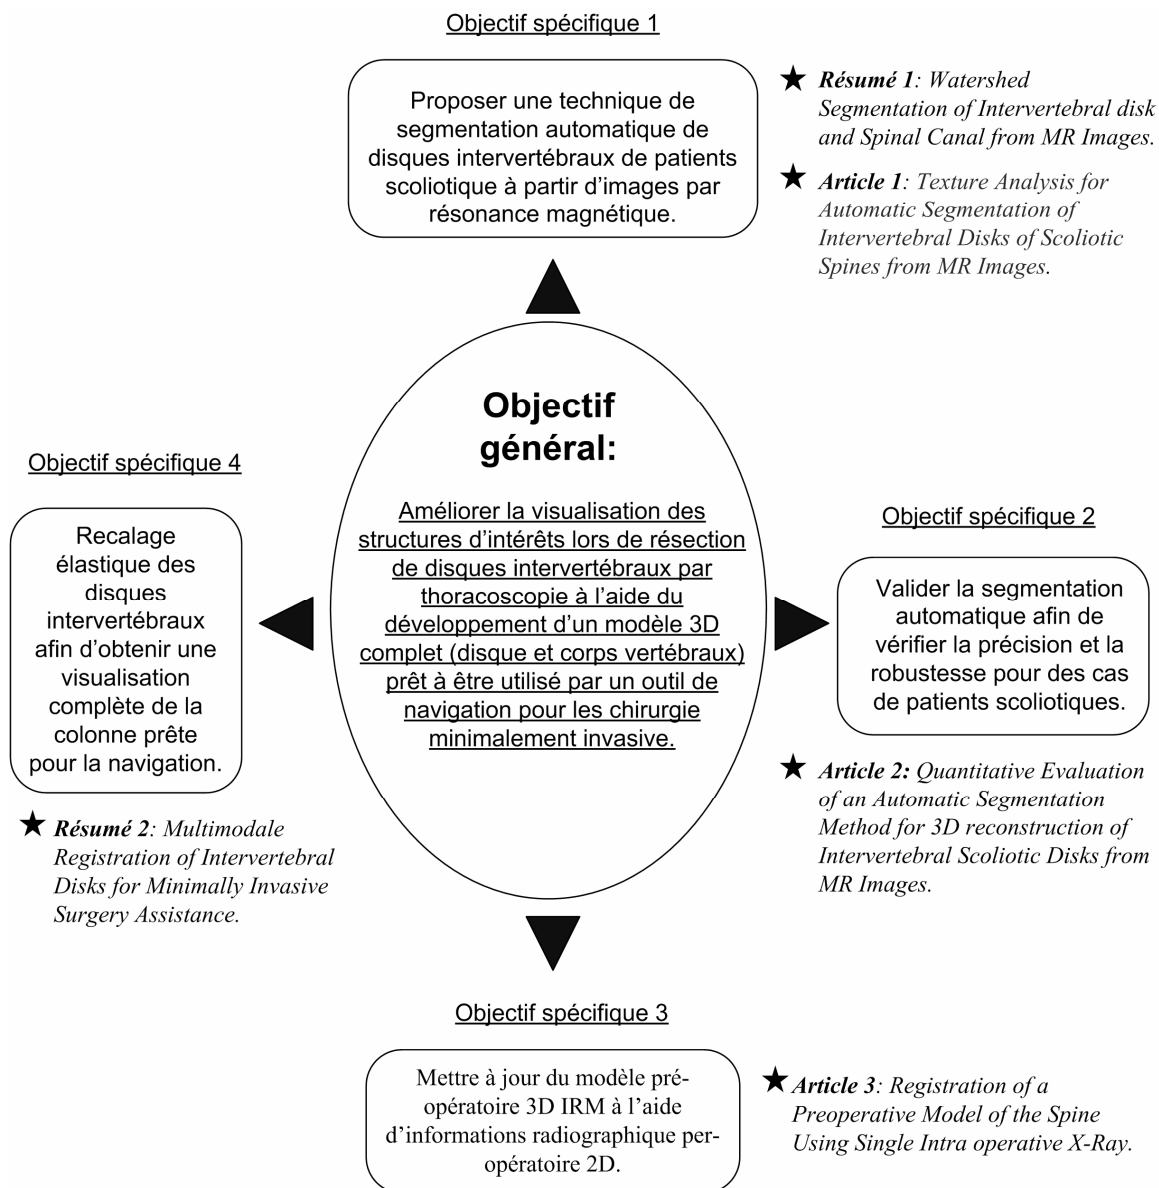 Objectif spécifique 1
Proposer une technique de
segmentation automatique de
disques intervertébraux de patients
scoliotique à partir d’images par
résonance magnétique.
★ Résumé 1: Watershed
Segmentation of Intervertebral disk
and Spinal Canal from MR Images.
★ Article 1: Texture Analysis for
Automatic Segmentation of
Intervertebral Disks of Scoliotic
Spines from MR Images.
Objectif
général:
Améliorer la visualisation des
structures d’intérêts lors de résection
de disques intervertébraux par
thoracoscopie à l’aide du
développement d’un modèle 3D
complet (disque et corps vertébraux)
prêt à être utilisé par un outil de
navigation pour les chirurgie
minimalement invasive.
Objectif spécifique 4
Recalage
élastique des
disques
intervertébraux
afin d’obtenir une
visualisation
complète de la
colonne prête
pour la navigation.
★ Résumé 2: Multimodale
Registration of Intervertebral
Disks for Minimally Invasive
Surgery Assistance.
Objectif spécifique 2
Valider la segmentation
automatique afin de
vérifier la précision et la
robustesse pour des cas
de patients scoliotiques.
★ Article 2: Quantitative Evaluation
of an Automatic Segmentation
Method for 3D reconstruction of
Intervertebral Scoliotic Disks from
MR Images.
Objectif spécifique 3
Mettre à jour du modèle pré-
opératoire 3D IRM à l’aide
d’informations radiographique per-
opératoire 2D.
★ Article 3: Registration of a
Preoperative Model of the Spine
Using Single Intra operative X-Ray.